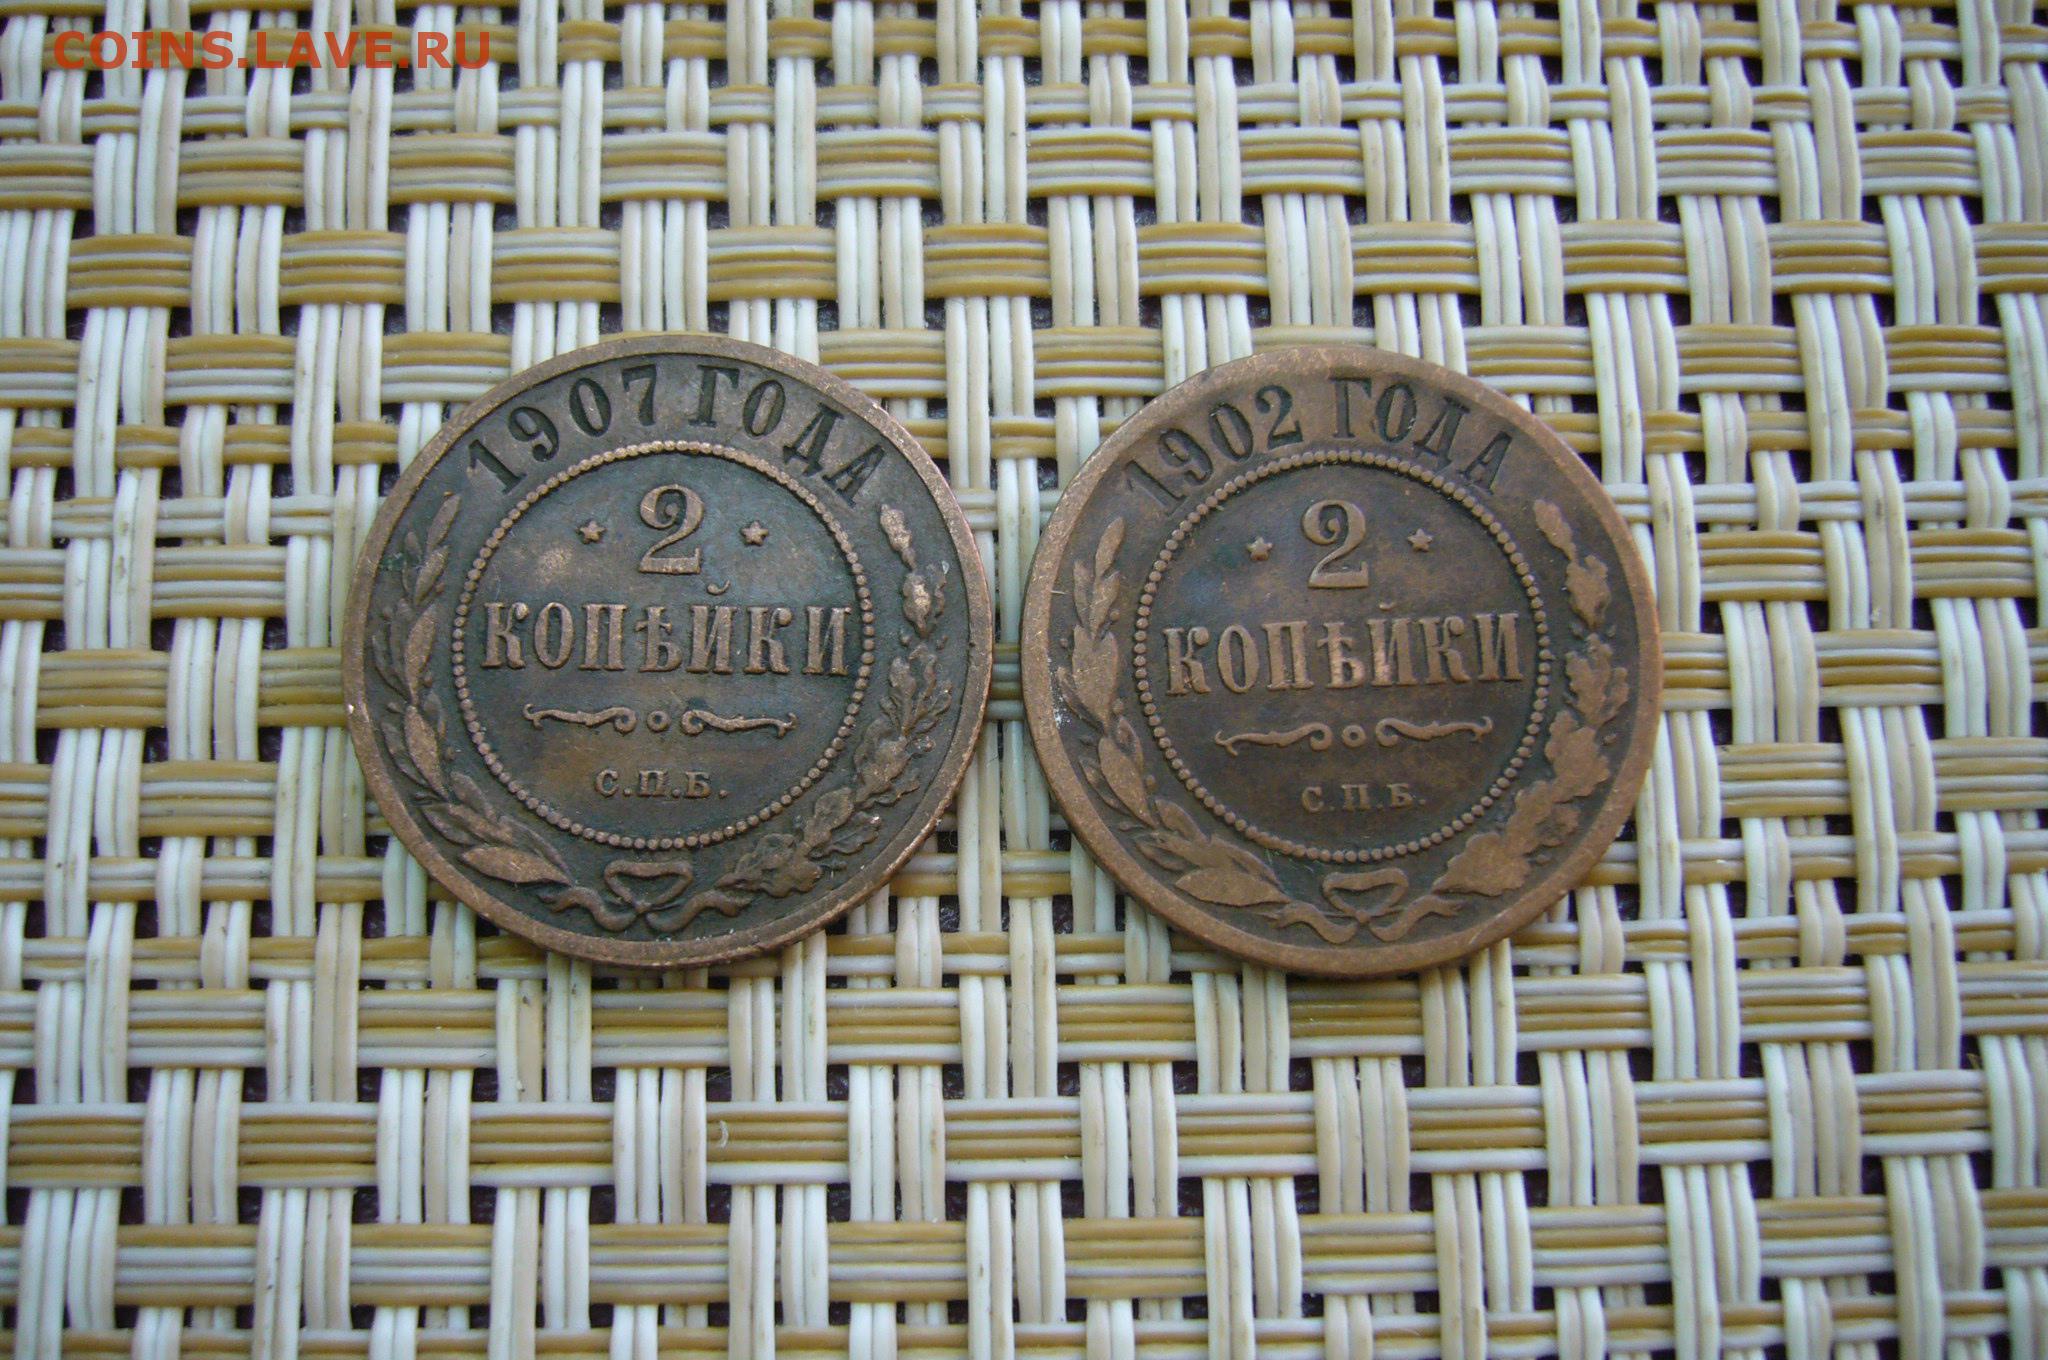 COINS.LAVE.RU
1907 ГОДА
2
КОПѢЙКИ
С.П.Б.
1902 ГОДА
2
КОПѢЙКИ
С.П.Б.